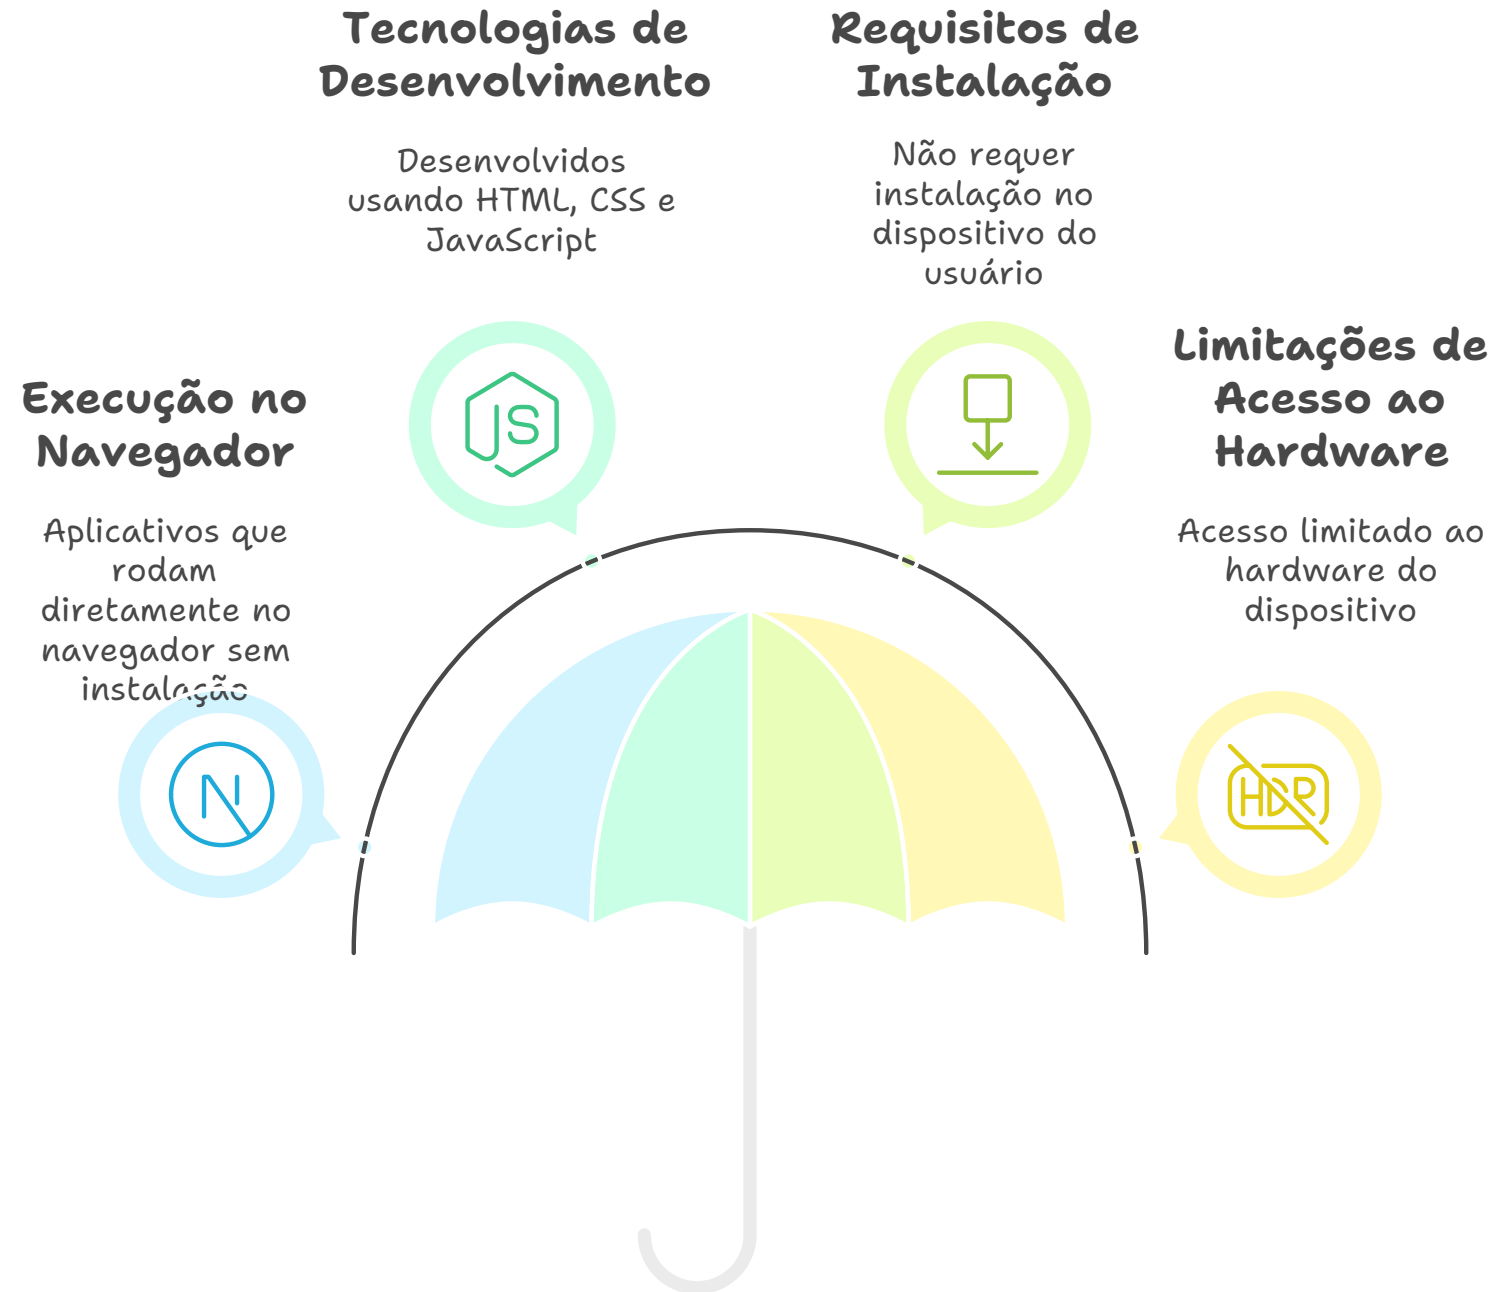 Tecnologias de
Desenvolvimento
Desenvolvidos
usando HTML, CSS e
JavaScript
Requisitos de
Instalação
Não requer
instalação no
dispositivo do
usuário
Execução no
Navegador
Aplicativos que
rodam
diretamente no
navegador sem
instalação
Limitações de
Acesso ao
Hardware
Acesso limitado ao
hardware do
dispositivo
JS
N
HDR